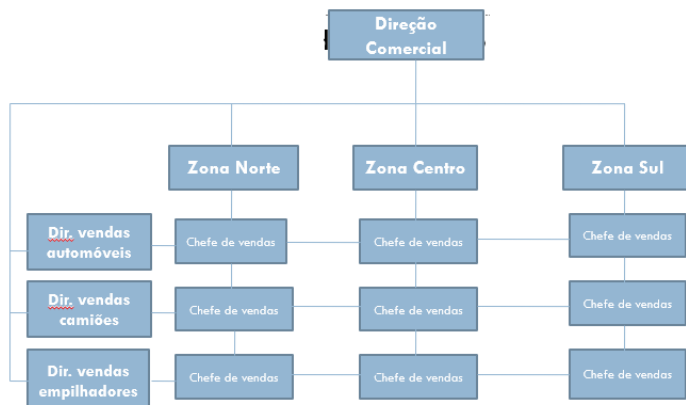 Direção
Comercial
Zona Norte
Zona Centro
Zona Sul
Dir. vendas
automóveis
Chefe de vendas
Chefe de vendas
Chefe de vendas
Dir. vendas
camiões
Chefe de vendas
Chefe de vendas
Chefe de vendas
Dir. vendas
empilhadores
Chefe de vendas
Chefe de vendas
Chefe de vendas